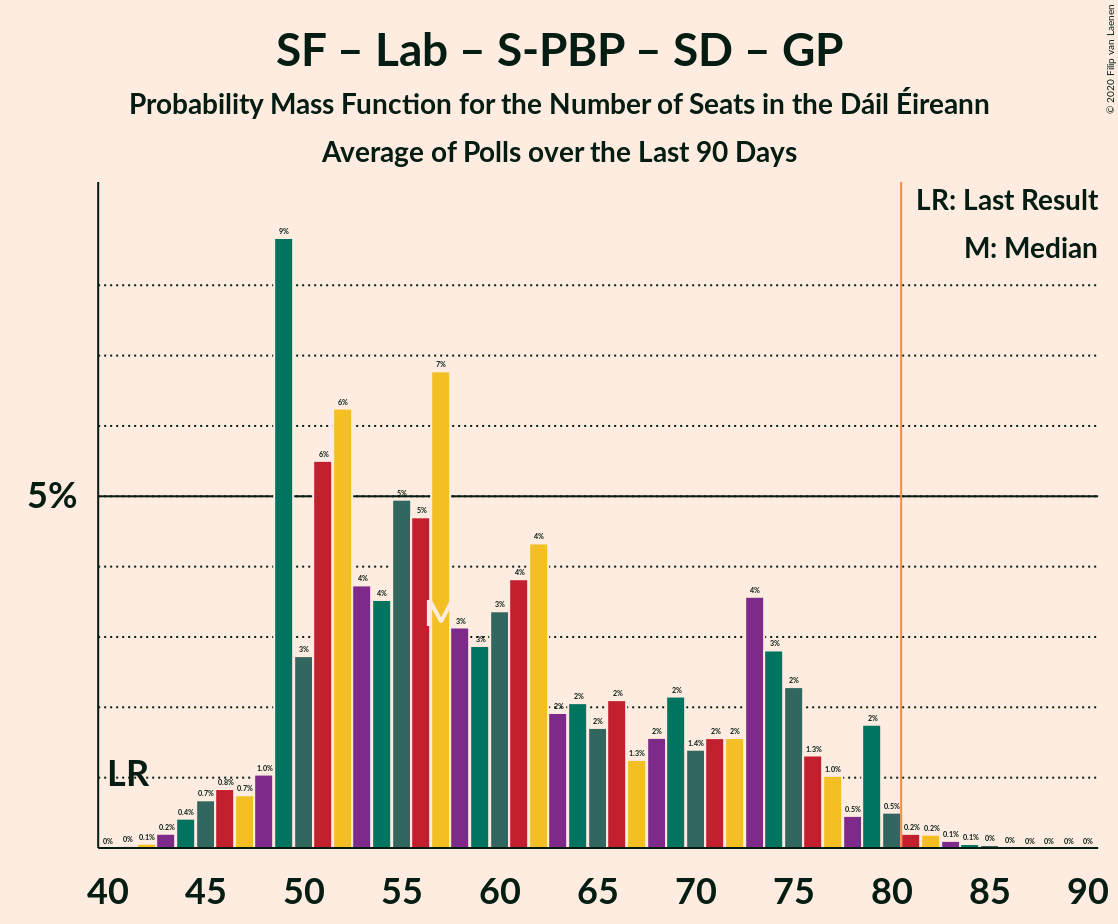 SF – Lab – S-PBP – SD – GP
Probability Mass Function for the Number of Seats in the Dáil Éireann
Average of Polls over the Last 90 Days
© 2020 Filip van Laenen
LR: Last Result
M: Median
5%
LR
M
0% 0% 0.1% 0.2% 0.4% 0.7% 0.8% 0.7% 1.0% 9% 3% 6% 6% 4% 4% 5% 5% 7% 3% 3% 3% 4% 4% 2% 2% 2% 2% 1.3% 2% 2% 1.4% 2% 2% 4% 3% 2% 1.3% 1.0% 0.5% 2% 0.5% 0.2% 0.2% 0.1% 0.1% 0% 0% 0% 0% 0% 0%
40 45 50 55 60 65 70 75 80 85 90